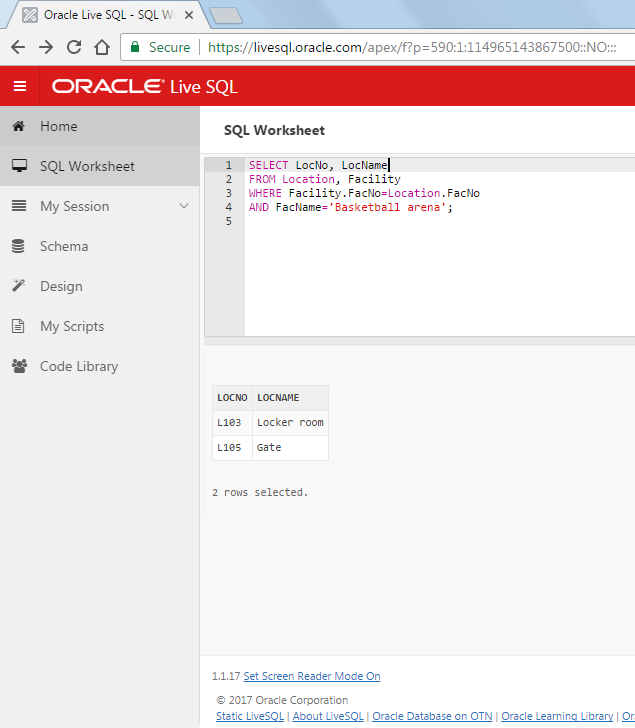 Oracle Live SQL - SQL Wo
Secure https://livesql.oracle.com/apex/f?p=590:1:114965143867500::NO:::
ORACLE® Live SQL
Home
SQL Worksheet
My Session
Schema
Design
My Scripts
Code Library
SQL Worksheet
1 SELECT LocNo, LocName
2 FROM Location, Facility
3 WHERE Facility.FacNo=Location.FacNo
4 AND FacName='Basketball arena';
5
LOCNO LOCNAME
L103 Locker room
L105 Gate
2 rows selected.
1.1.17 Set Screen Reader Mode On
© 2017 Oracle Corporation
Static LiveSQL | About LiveSQL | Oracle Database on OTN | Oracle Learning Library | Or